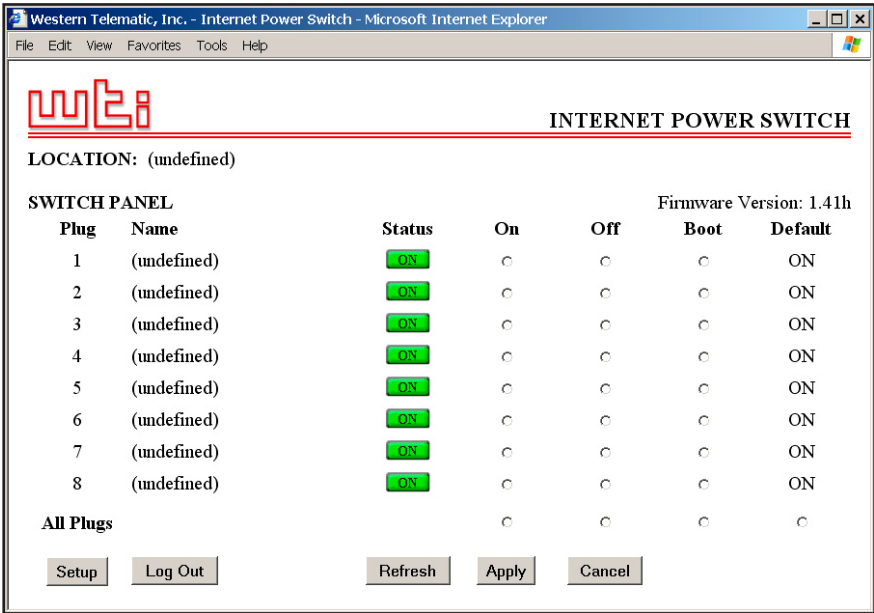 Western Telematic, Inc. - Internet Power Switch - Microsoft Internet Explorer
File Edit View Favorites Tools Help
wti
INTERNET POWER SWITCH
LOCATION: (undefined)
SWITCH PANEL Firmware Version: 1.41h
Plug Name Status On Off Boot Default
1 (undefined) ON ON
2 (undefined) ON ON
3 (undefined) ON ON
4 (undefined) ON ON
5 (undefined) ON ON
6 (undefined) ON ON
7 (undefined) ON ON
8 (undefined) ON ON
All Plugs
Setup Log Out Refresh Apply Cancel